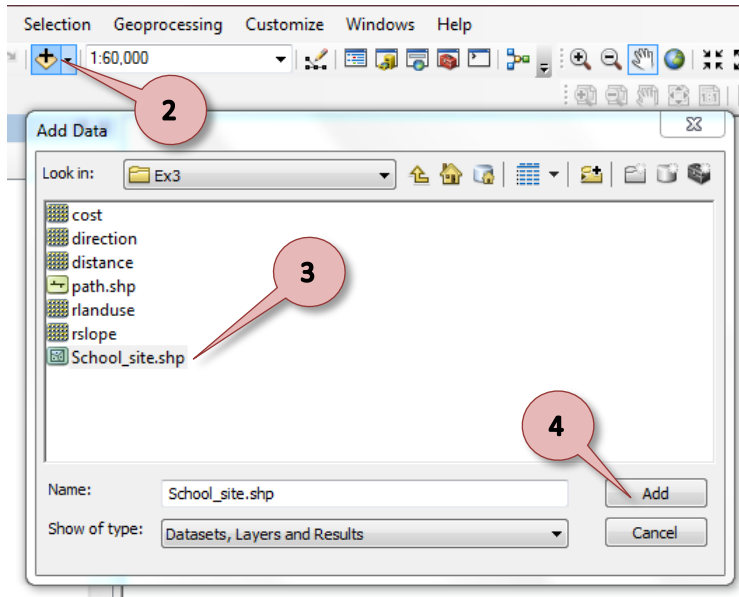 Selection Geoprocessing Customize Windows Help
1:60,000
2
Add Data
Look in: Ex3
cost
direction
distance
path.shp
rlanduse
rslope
School_site.shp
3
4
Name: School_site.shp Add
Show of type: Datasets, Layers and Results Cancel